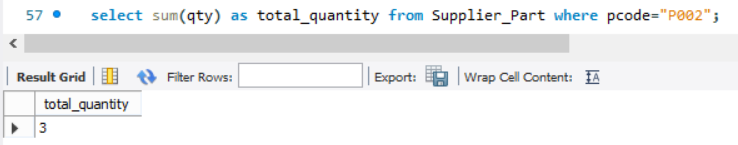 57 select sum(qty) as total_quantity from Supplier_Part where pcode="P002";
Result Grid Filter Rows: Export: Wrap Cell Content: IA
total_quantity
3